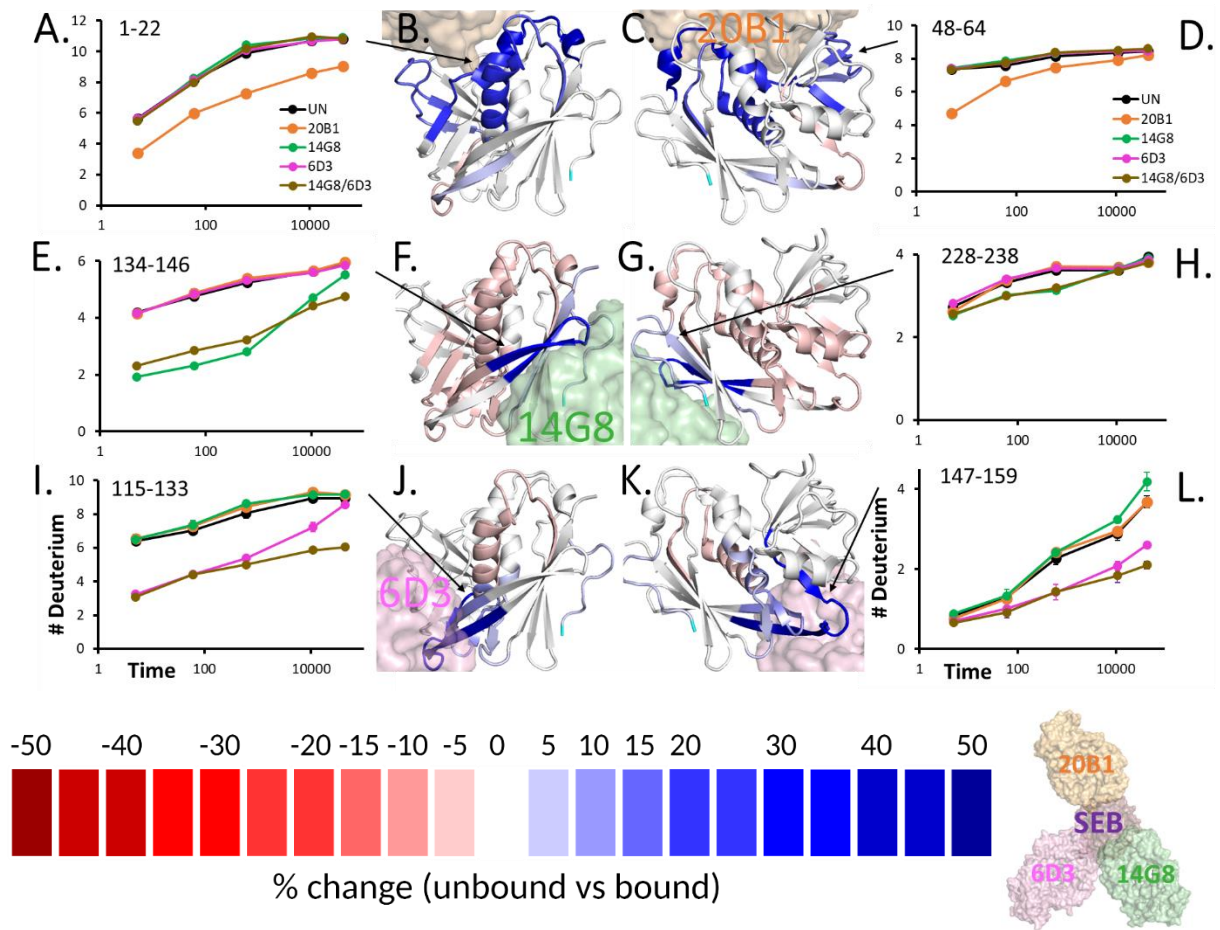 A.
1-22
12
10
8
6
4
2
0
1
100
10000
UN
20B1
14G8
6D3
14G8/6D3
B.
C.
20B1
D.
48-64
10
8
6
4
2
0
1
100
10000
UN
20B1
14G8
6D3
14G8/6D3
E.
134-146
6
4
2
0
1
100
10000
F.
14G8
G.
H.
228-238
4
2
0
1
100
10000
I.
115-133
10
8
6
4
2
0
# Deuterium
1
Time
100
10000
J.
6D3
K.
L.
147-159
4
2
0
# Deuterium
1
Time
100
10000
-50 -40 -30 -20 -15 -10 -5 0 5 10 15 20 30 40 50
% change (unbound vs bound)
20B1
SEB
6D3
14G8